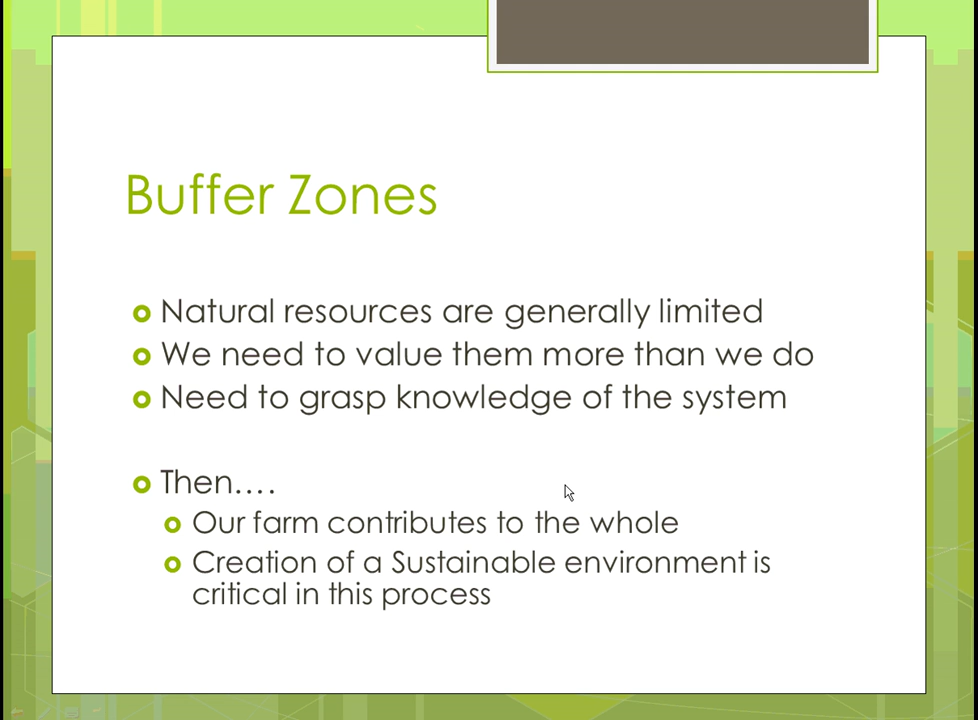 Buffer Zones
Natural resources are generally limited
We need to value them more than we do
Need to grasp knowledge of the system
Then....
Our farm contributes to the whole
Creation of a Sustainable environment is
critical in this process